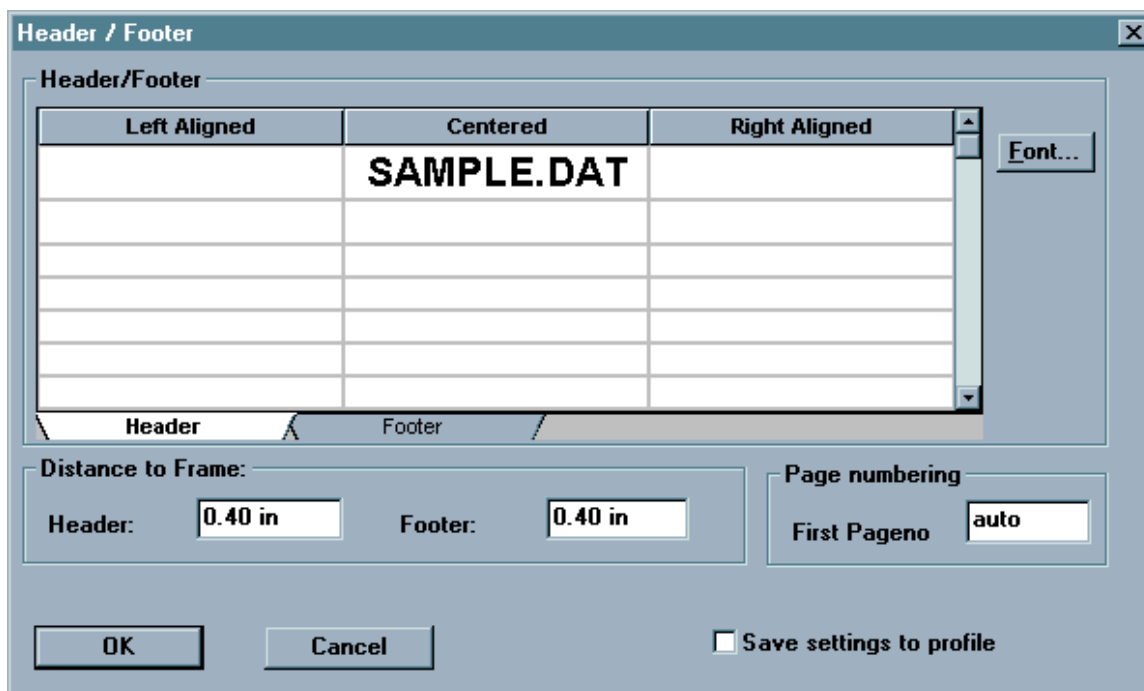 Header / Footer
Header/Footer
Left Aligned Centered Right Aligned
Font...
SAMPLE.DAT
Header Footer
Distance to Frame:
Header: 0.40 in Footer: 0.40 in
Page numbering
First Pageno auto
OK Cancel Save settings to profile